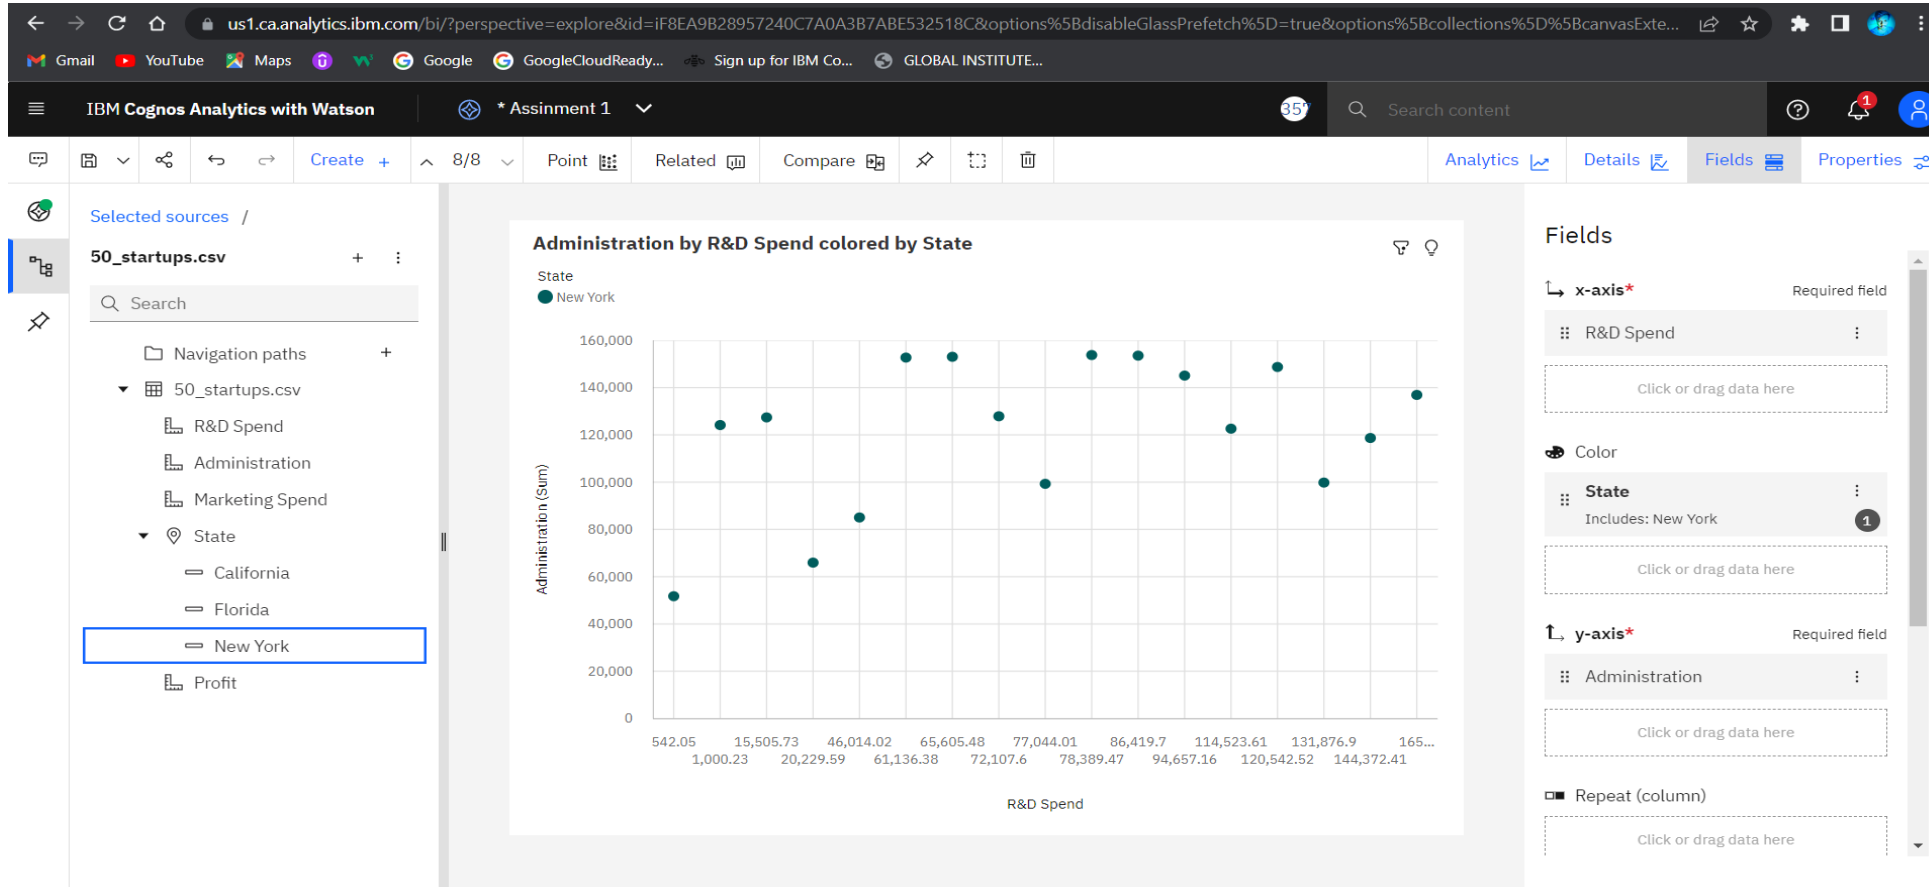 us1.ca.analytics.ibm.com/bi/?perspective=explore&id=iF8EA9B28957240C7A0A3B7ABE532518C&options%5BdisableGlassPrefetch%5D=true&options%5Bcollections%5D%5BcanvasExte...
Gmail YouTube Maps Google GoogleCloudReady... Sign up for IBM Co... GLOBAL INSTITUTE...
IBM Cognos Analytics with Watson * Assinment 1 357 Search content 1
Create + 8/8 Point Related Compare Analytics Details Fields Properties
Selected sources /
50_startups.csv
Search
Navigation paths
50_startups.csv
R&D Spend
Administration
Marketing Spend
State
California
Florida
New York
Profit
Administration by R&D Spend colored by State
State
New York
Administration (Sum)
160,000
140,000
120,000
100,000
80,000
60,000
40,000
20,000
0
542.05 15,505.73 46,014.02 65,605.48 77,044.01 86,419.7 114,523.61 131,876.9 165...
1,000.23 20,229.59 61,136.38 72,107.6 78,389.47 94,657.16 120,542.52 144,372.41
R&D Spend
Fields
x-axis* Required field
R&D Spend
Click or drag data here
Color
State
Includes: New York 1
Click or drag data here
y-axis* Required field
Administration
Click or drag data here
Repeat (column)
Click or drag data here